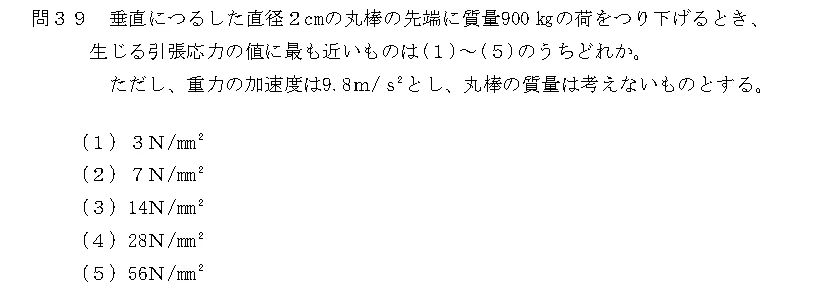 問３９　垂直につるした直径２㎝の丸棒の先端に質量900 ㎏の荷をつり下げるとき、
生じる引張応力の値に最も近いものは(１)～(５)のうちどれか。
ただし、重力の加速度は9.8ｍ/ｓ²とし、丸棒の質量は考えないものとする。
(１) ３Ｎ/㎜²
(２) ７Ｎ/㎜²
(３) 14Ｎ/㎜²
(４) 28Ｎ/㎜²
(５) 56Ｎ/㎜²